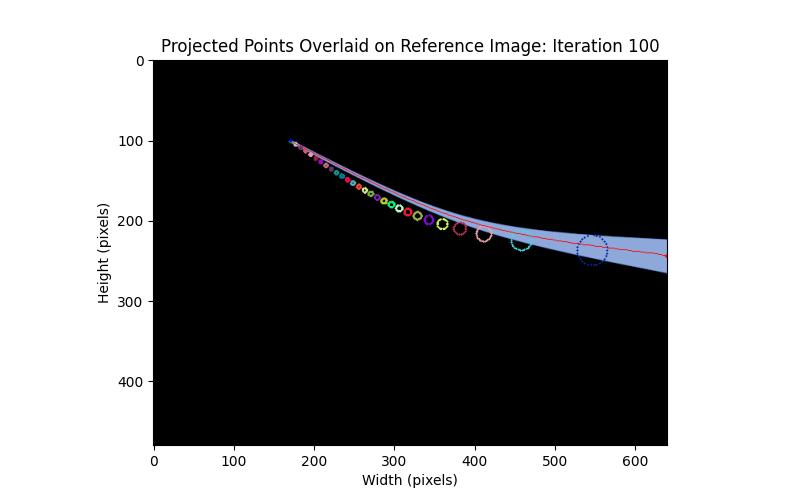 Projected Points Overlaid on Reference Image: Iteration 100
0
100
200
300
400
Height (pixels)
0 100 200 300 400 500 600
Width (pixels)